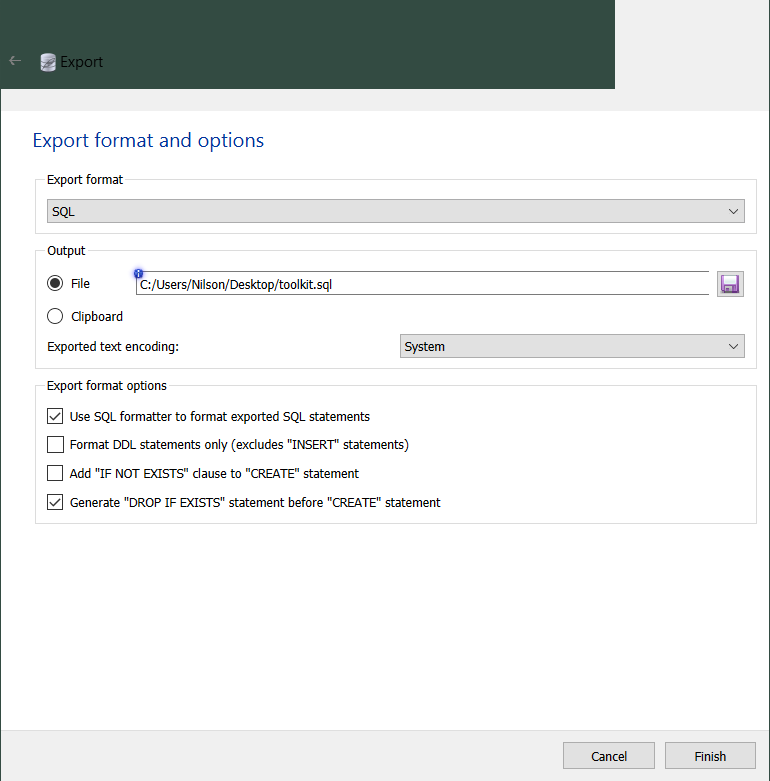 Export
Export format and options
Export format
SQL
Output
File
C:/Users/Nilson/Desktop/toolkit.sql
Clipboard
Exported text encoding:
System
Export format options
Use SQL formatter to format exported SQL statements
Format DDL statements only (excludes "INSERT" statements)
Add "IF NOT EXISTS" clause to "CREATE" statement
Generate "DROP IF EXISTS" statement before "CREATE" statement
Cancel
Finish